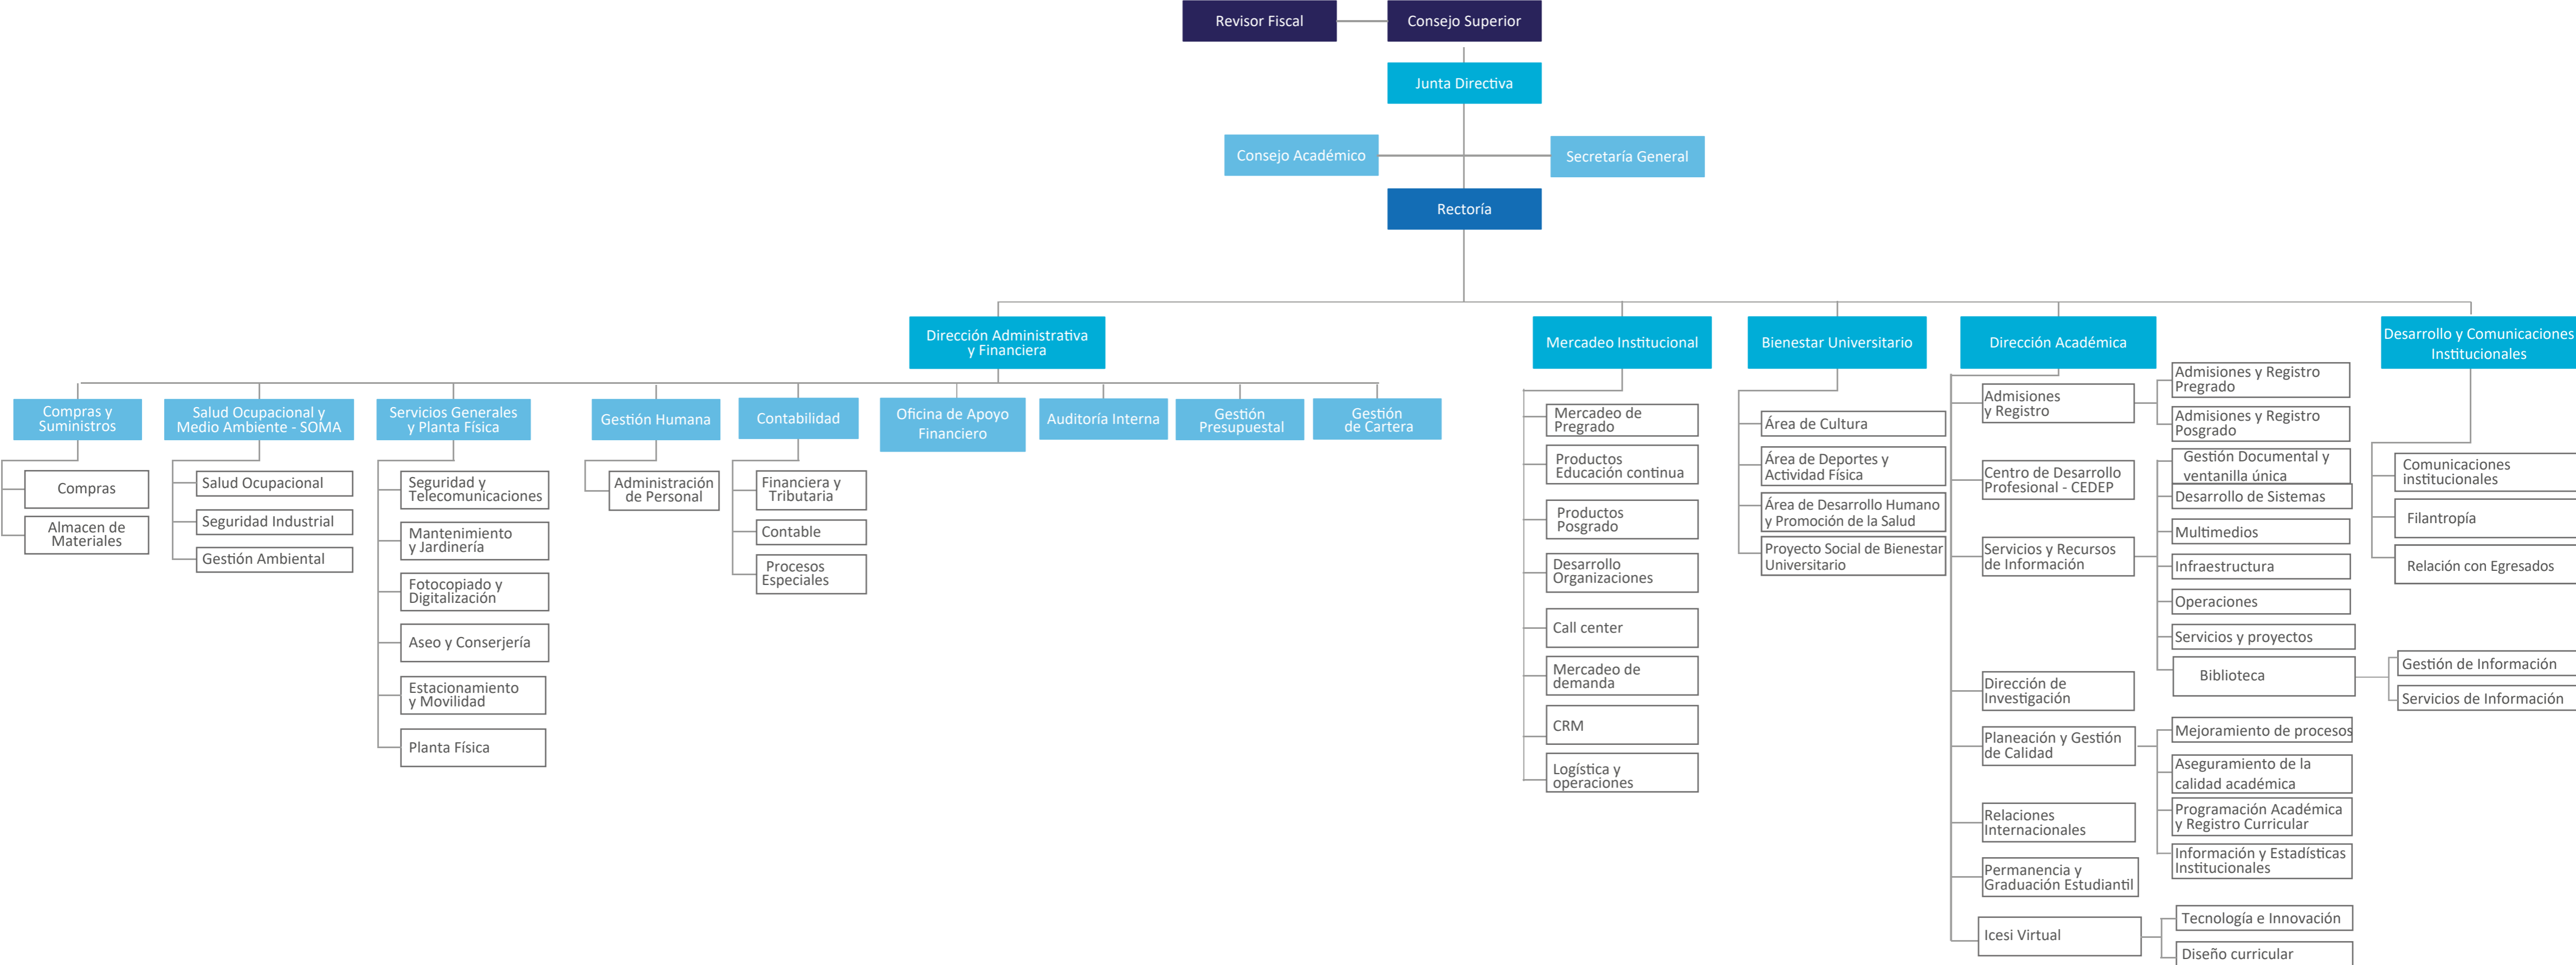 Revisor Fiscal
Consejo Superior
Junta Directiva
Consejo Académico
Secretaría General
Rectoría
Dirección Administrativa
y Financiera
Mercadeo Institucional
Bienestar Universitario
Dirección Académica
Desarrollo y Comunicaciones
Institucionales
Compras y
Suministros
Salud Ocupacional y
Medio Ambiente - SOMA
Servicios Generales
y Planta Física
Gestión Humana
Contabilidad
Oficina de Apoyo
Financiero
Auditoría Interna
Gestión
Presupuestal
Gestión
de Cartera
Compras
Almacen de
Materiales
Salud Ocupacional
Seguridad Industrial
Gestión Ambiental
Seguridad y
Telecomunicaciones
Mantenimiento
y Jardinería
Fotocopiado y
Digitalización
Aseo y Conserjería
Estacionamiento
y Movilidad
Planta Física
Administración
de Personal
Financiera y
Tributaria
Contable
Procesos
Especiales
Mercadeo de
Pregrado
Productos
Educación continua
Productos
Posgrado
Desarrollo
Organizaciones
Call center
Mercadeo de
demanda
CRM
Logística y
operaciones
Área de Cultura
Área de Deportes y
Actividad Física
Área de Desarrollo Humano
y Promoción de la Salud
Proyecto Social de Bienestar
Universitario
Admisiones
y Registro
Admisiones y Registro
Pregrado
Admisiones y Registro
Posgrado
Centro de Desarrollo
Profesional - CEDEP
Servicios y Recursos
de Información
Gestión Documental y
ventanilla única
Desarrollo de Sistemas
Multimedios
Infraestructura
Operaciones
Servicios y proyectos
Biblioteca
Gestión de Información
Servicios de Información
Dirección de
Investigación
Planeación y Gestión
de Calidad
Mejoramiento de procesos
Aseguramiento de la
calidad académica
Programación Académica
y Registro Curricular
Información y Estadísticas
Institucionales
Relaciones
Internacionales
Permanencia y
Graduación Estudiantil
Icesi Virtual
Tecnología e Innovación
Diseño curricular
Comunicaciones
institucionales
Filantropía
Relación con Egresados